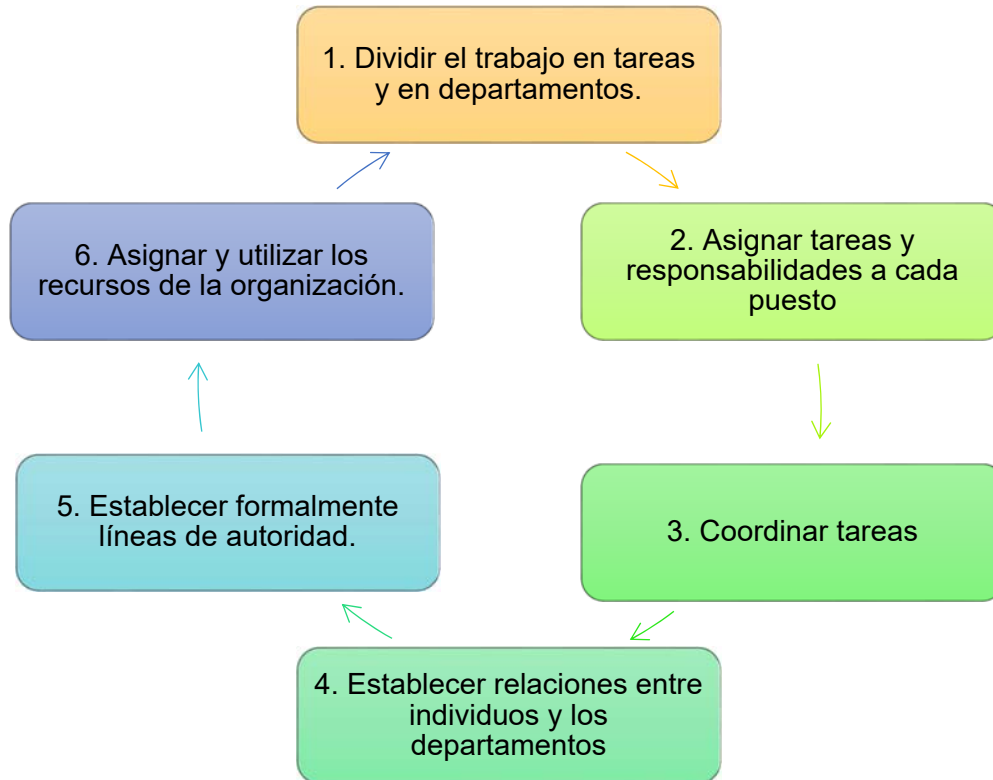 1. Dividir el trabajo en tareas
y en departamentos.
2. Asignar tareas y
responsabilidades a cada
puesto
3. Coordinar tareas
4. Establecer relaciones entre
individuos y los
departamentos
5. Establecer formalmente
líneas de autoridad.
6. Asignar y utilizar los
recursos de la organización.